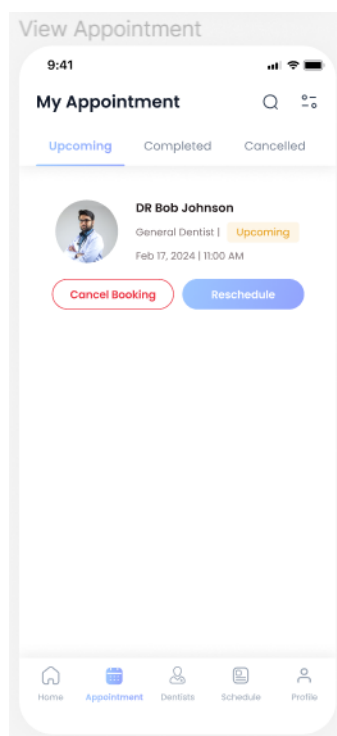 View Appointment
9:41
My Appointment
Upcoming Completed Cancelled
DR Bob Johnson
General Dentist | Upcoming
Feb 17, 2024 | 11:00 AM
Cancel Booking Reschedule
Home Appointment Dentists Schedule Profile